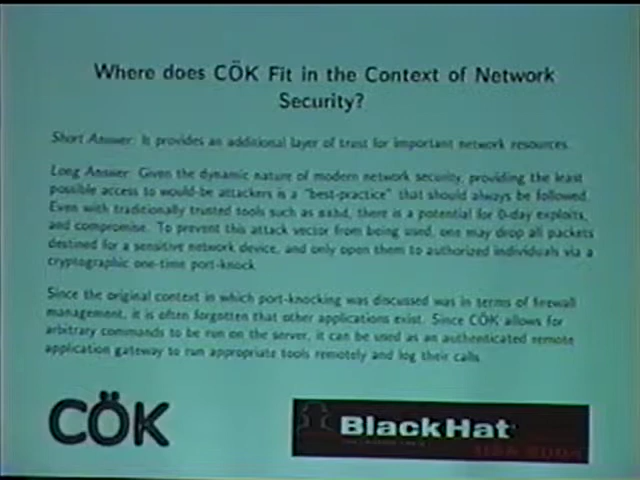 Where does CÖK Fit in the Context of Network
Security?
Short Answer: It provides an additional layer of trust for important network resources.
Long Answer: Given the dynamic nature of modern network security, providing the least
possible access to would-be attackers is a "best-practice" that should always be followed.
Even with traditionally trusted tools such as sshd, there is a potential for 0-day exploits,
and compromise. To prevent this attack vector from being used, one may drop all packets
destined for a sensitive network device, and only open them to authorized individuals via a
cryptographic one-time port-knock.
Since the original context in which port-knocking was discussed was in terms of firewall
management, it is often forgotten that other applications exist. Since CÖK allows for
arbitrary commands to be run on the server, it can be used as an authenticated remote
application gateway to run appropriate tools remotely and log their calls.
CÖK
Black Hat
USA 2004